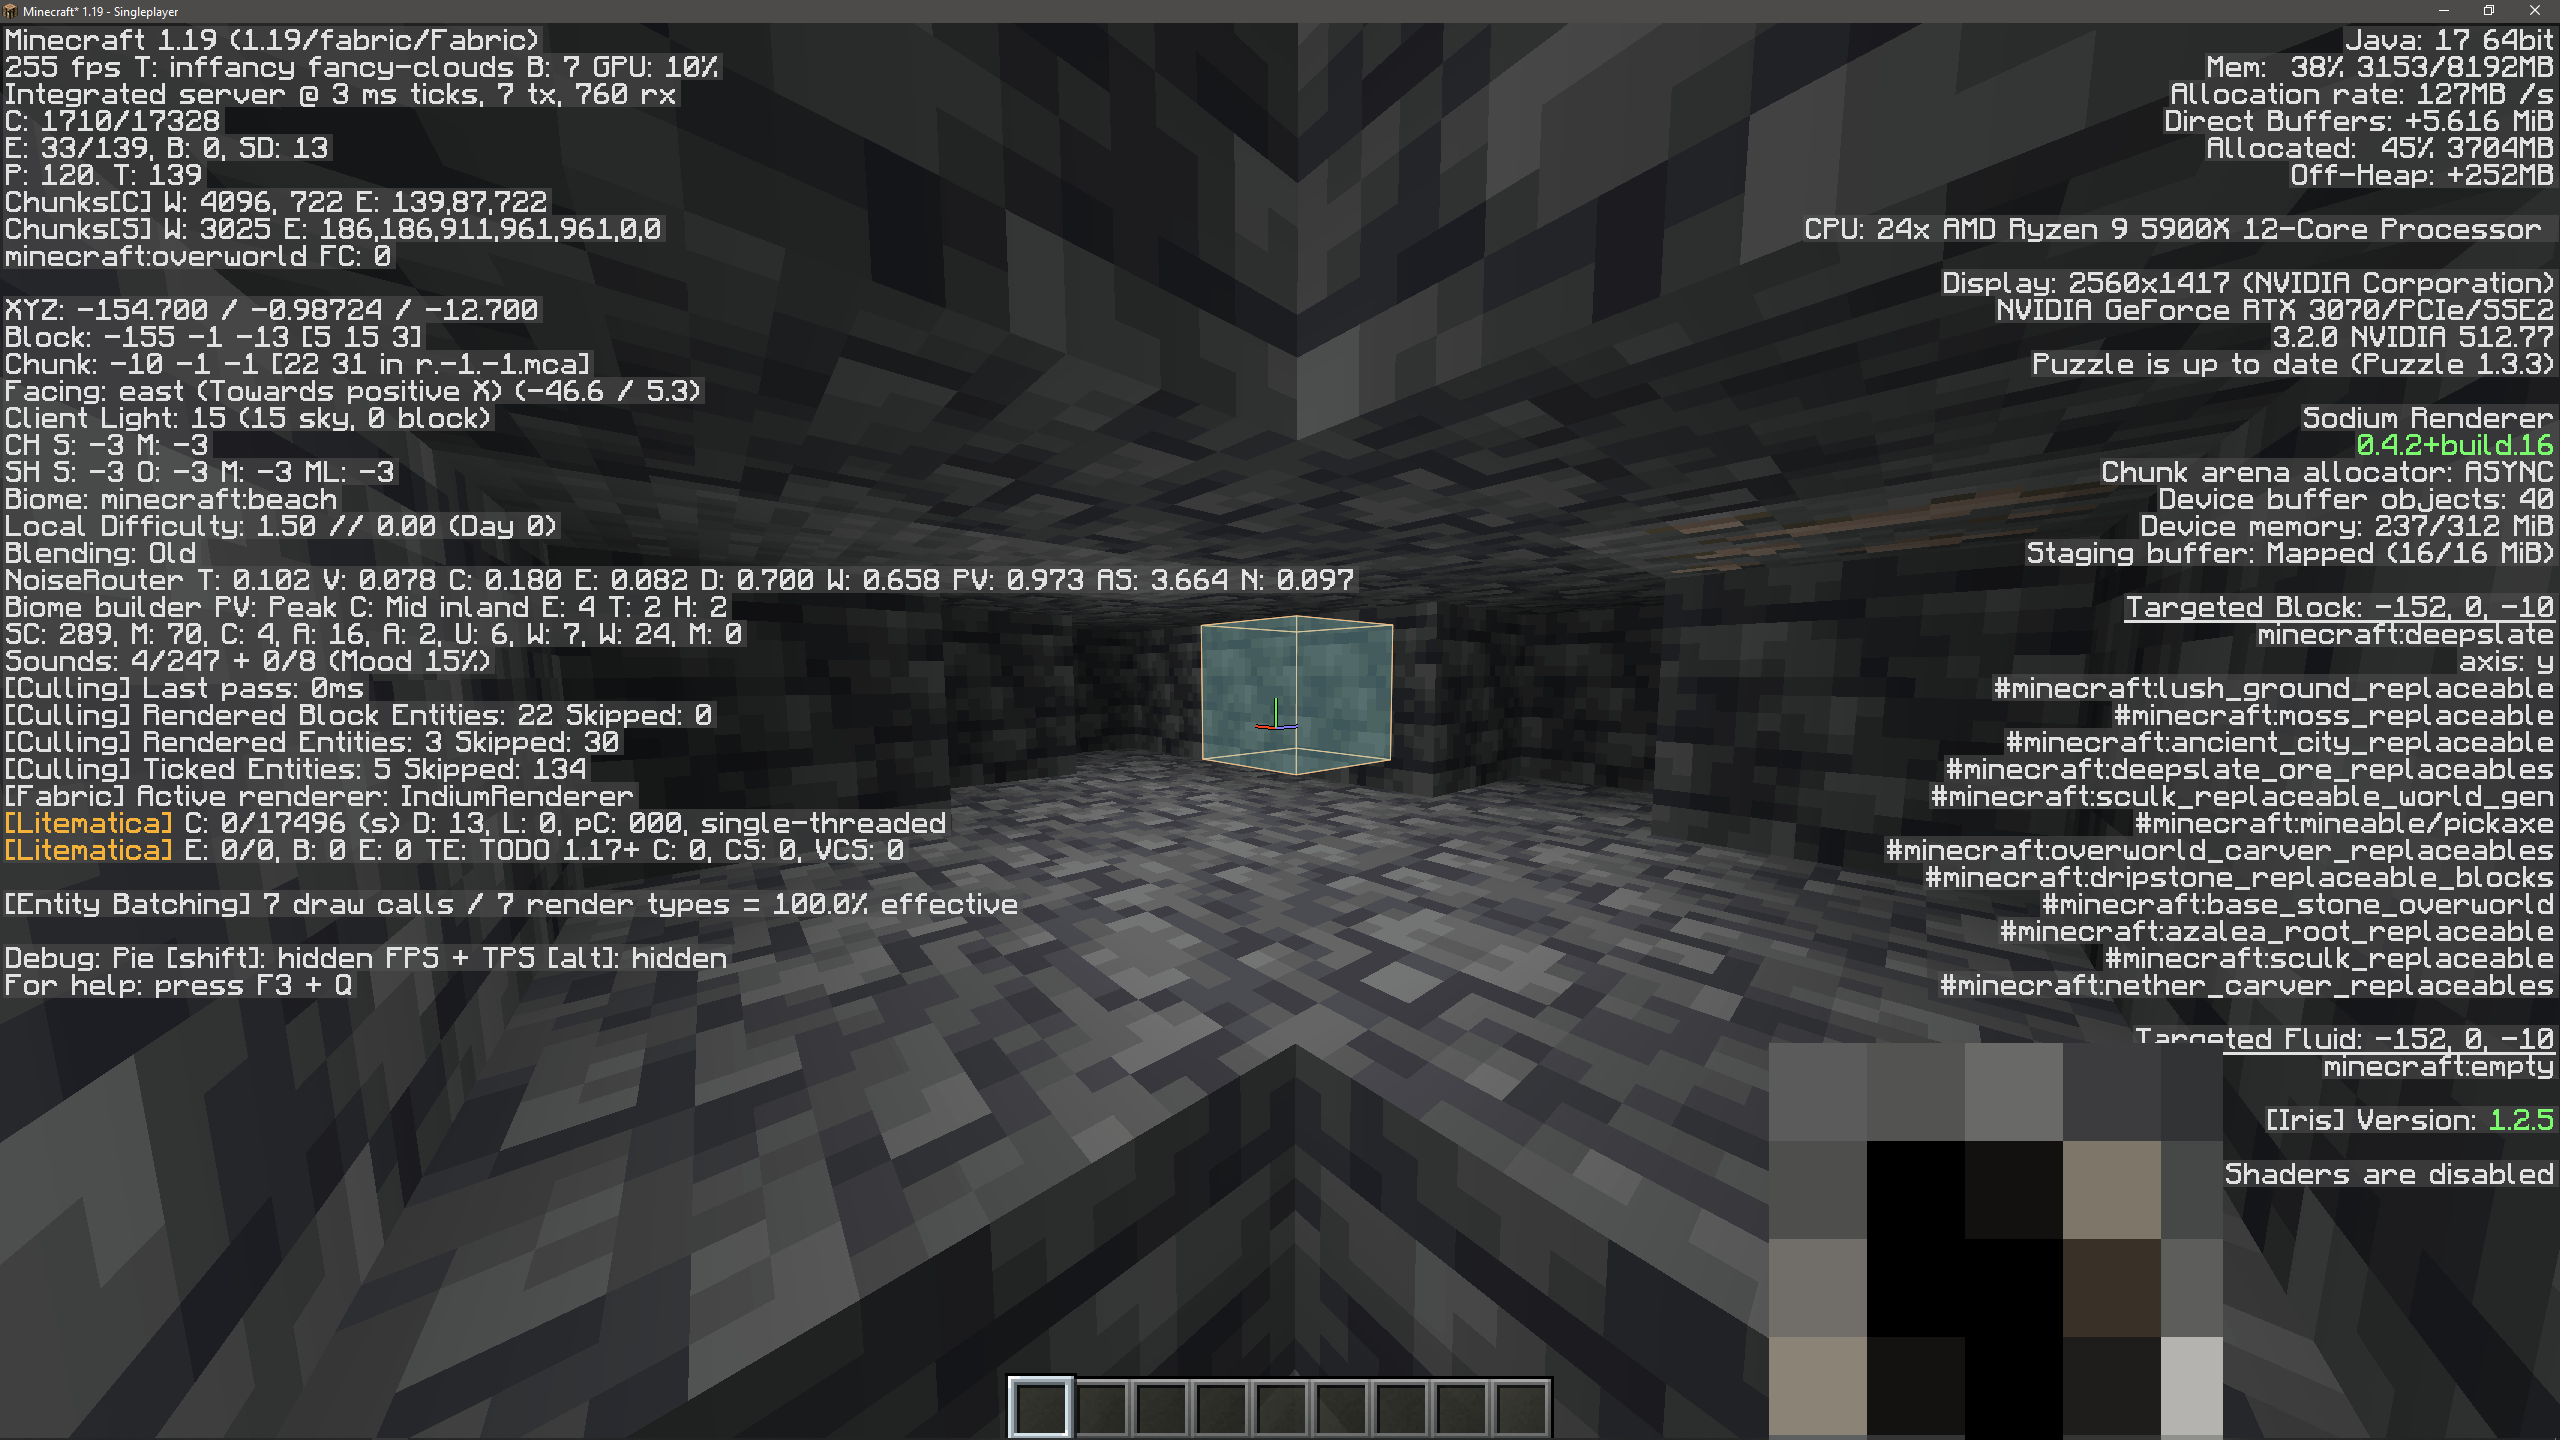 Minecraft* 1.19 - Singleplayer
Minecraft 1.19 (1.19/fabric/Fabric)
255 fps T: inffancy fancy-clouds B: 7 GPU: 10%
Integrated server @ 3 ms ticks, 7 tx, 760 rx
C: 1710/17328
E: 33/139, B: 0, SD: 13
P: 120. T: 139
Chunks[C] W: 4096, 722 E: 139,87,722
Chunks[S] W: 3025 E: 186,186,911,961,961,0,0
minecraft:overworld FC: 0
XYZ: -154.700 / -0.98724 / -12.700
Block: -155 -1 -13 [5 15 3]
Chunk: -10 -1 -1 [22 31 in r.-1.-1.mca]
Facing: east (Towards positive X) (-46.6 / 5.3)
Client Light: 15 (15 sky, 0 block)
CH S: -3 M: -3
SH S: -3 O: -3 M: -3 ML: -3
Biome: minecraft:beach
Local Difficulty: 1.50 // 0.00 (Day 0)
Blending: Old
NoiseRouter T: 0.102 V: 0.078 C: 0.180 E: 0.082 D: 0.700 W: 0.658 PV: 0.973 AS: 3.664 N: 0.097
Biome builder PV: Peak C: Mid inland E: 4 T: 2 H: 2
SC: 289, M: 70, C: 4, A: 16, A: 2, U: 6, W: 7, W: 24, M: 0
Sounds: 4/247 + 0/8 (Mood 15%)
[Culling] Last pass: 0ms
[Culling] Rendered Block Entities: 22 Skipped: 0
[Culling] Rendered Entities: 3 Skipped: 30
[Culling] Ticked Entities: 5 Skipped: 134
[Fabric] Active renderer: IndiumRenderer
[Litematica] C: 0/17496 (s) D: 13, L: 0, pC: 000, single-threaded
[Litematica] E: 0/0, B: 0 E: 0 TE: TODO 1.17+ C: 0, CS: 0, VCS: 0
[Entity Batching] 7 draw calls / 7 render types = 100.0% effective
Debug: Pie [shift]: hidden FPS + TPS [alt]: hidden
For help: press F3 + Q
Java: 17 64bit
Mem: 38% 3153/8192MB
Allocation rate: 127MB /s
Direct Buffers: +5.616 MiB
Allocated: 45% 3704MB
Off-Heap: +252MB
CPU: 24x AMD Ryzen 9 5900X 12-Core Processor
Display: 2560x1417 (NVIDIA Corporation)
NVIDIA GeForce RTX 3070/PCIe/SSE2
3.2.0 NVIDIA 512.77
Puzzle is up to date (Puzzle 1.3.3)
Sodium Renderer
0.4.2+build.16
Chunk arena allocator: ASYNC
Device buffer objects: 40
Device memory: 237/312 MiB
Staging buffer: Mapped (16/16 MiB)
Targeted Block: -152, 0, -10
minecraft:deepslate
axis: y
#minecraft:lush_ground_replaceable
#minecraft:moss_replaceable
#minecraft:ancient_city_replaceable
#minecraft:deepslate_ore_replaceables
#minecraft:sculk_replaceable_world_gen
#minecraft:mineable/pickaxe
#minecraft:overworld_carver_replaceables
#minecraft:dripstone_replaceable_blocks
#minecraft:base_stone_overworld
#minecraft:azalea_root_replaceable
#minecraft:sculk_replaceable
#minecraft:nether_carver_replaceables
Targeted Fluid: -152, 0, -10
minecraft:empty
[Iris] Version: 1.2.5
Shaders are disabled